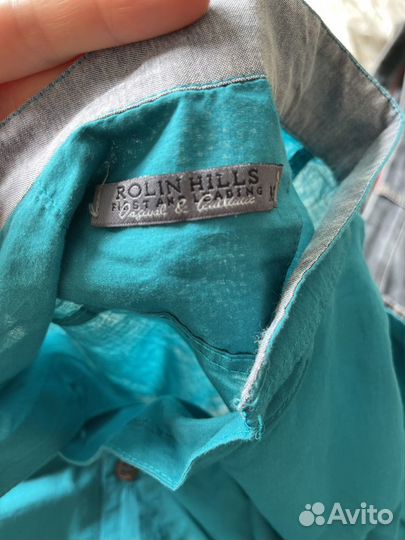 ROLIN HILLS
FIRST AND LEADING
&
Avito